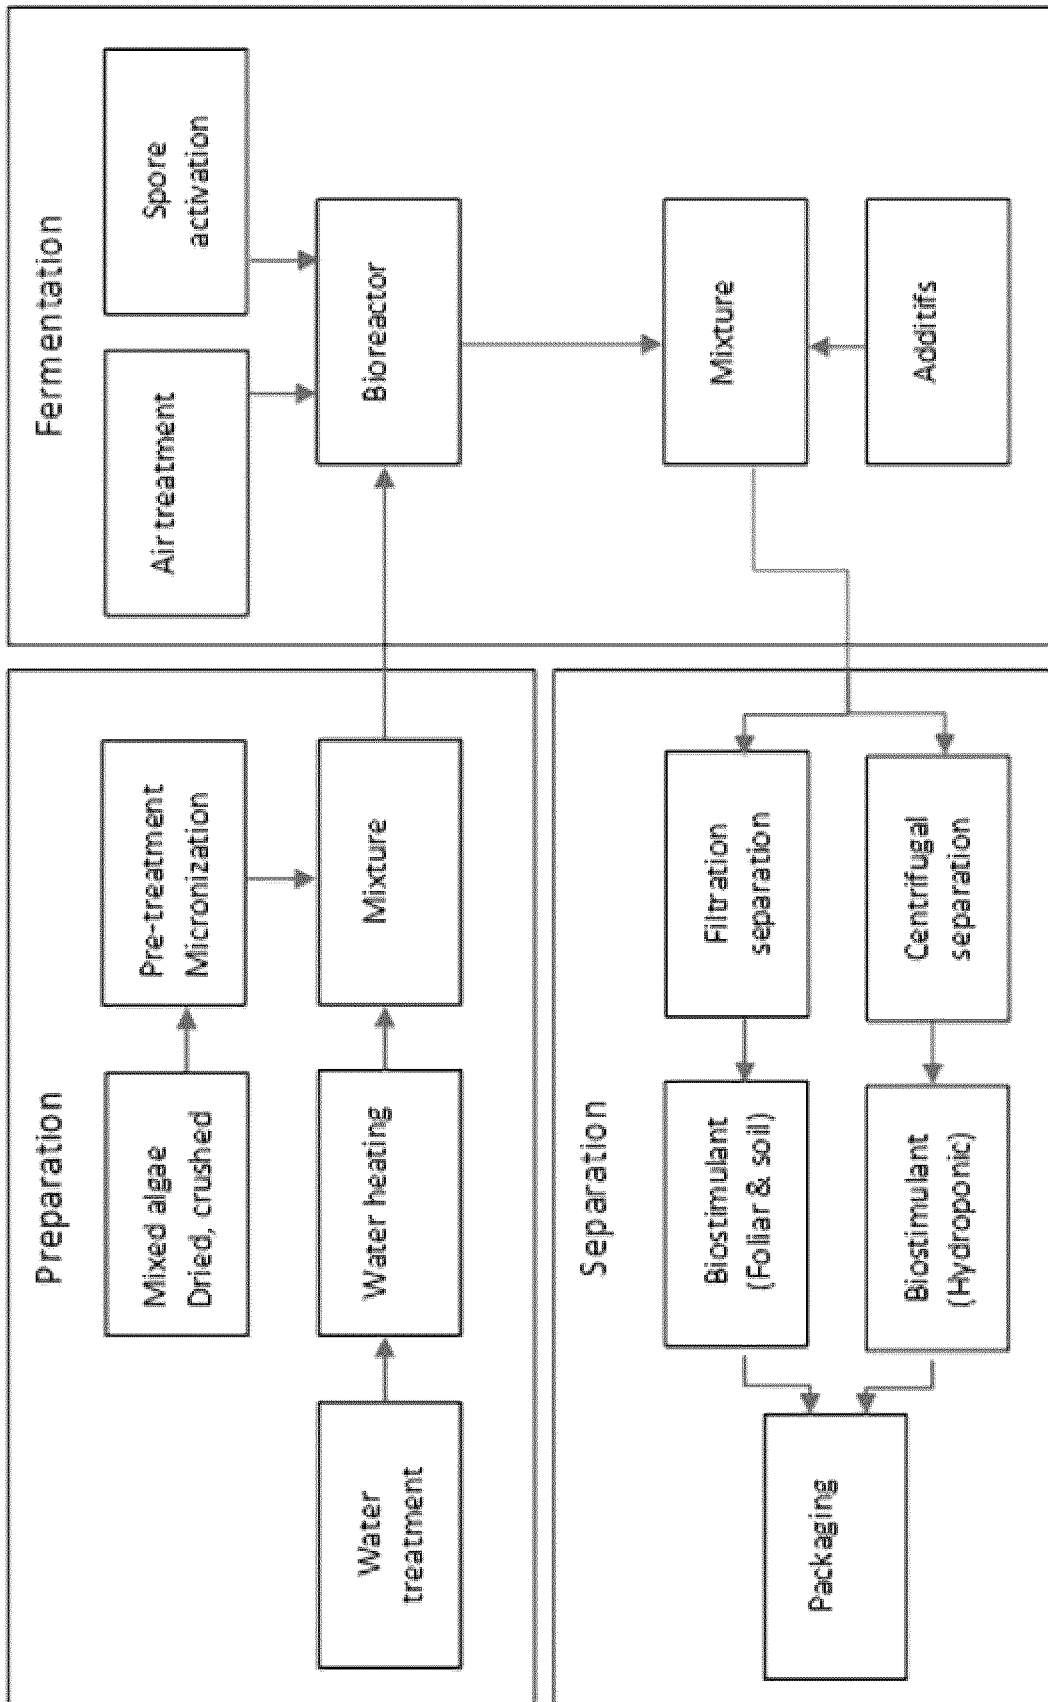 Preparation
Mixed algae
Dried, crushed
Pre-treatment
Micronization
Water
treatment
Water heating
Mixture
Fermentation
Air treatment
Spore
activation
Bioreactor
Mixture
Additifs
Separation
Packaging
Biostimulant
(Foliar & soil)
Filtration
separation
Biostimulant
(Hydroponic)
Centrifugal
separation